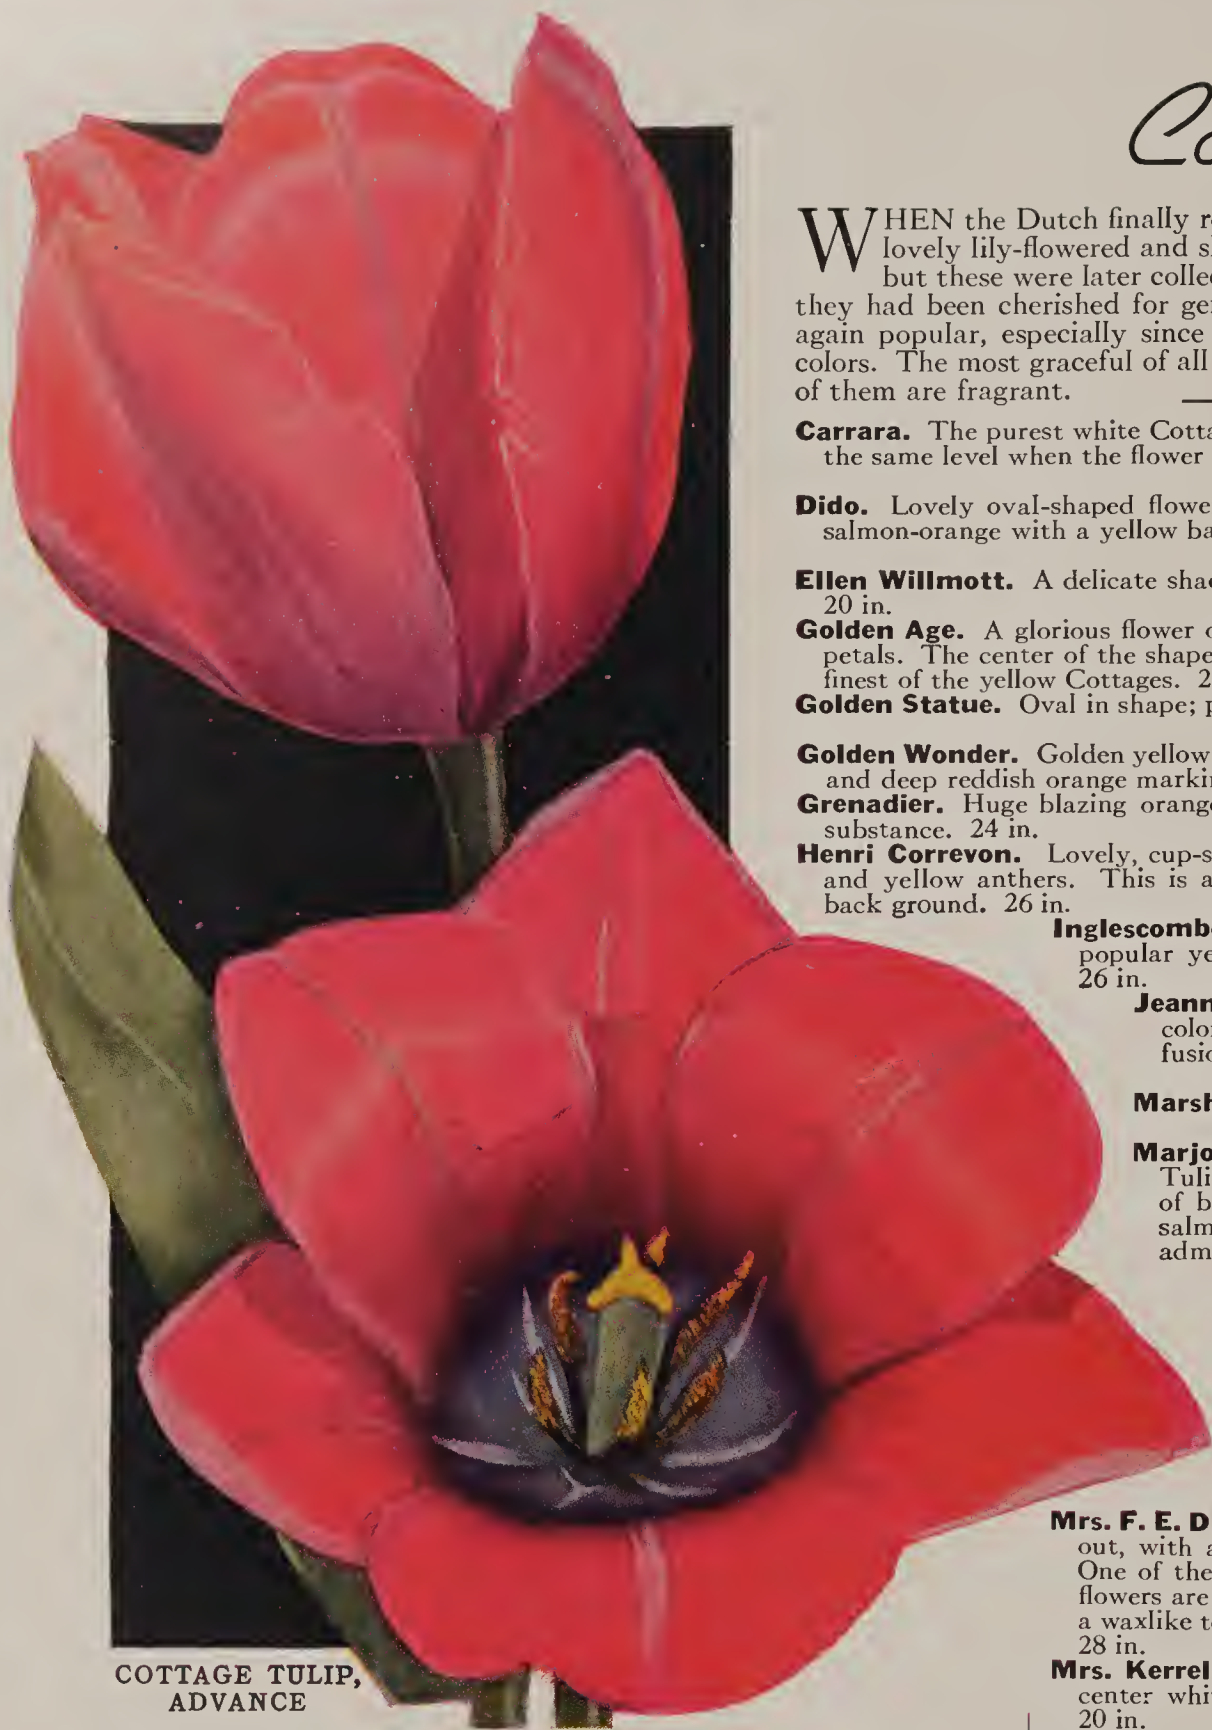 Co
WHEN the Dutch finally r
lovely lily-flowered and s
but these were later colle
they had been cherished for ge
again popular, especially since
colors. The most graceful of all
of them are fragrant.
Carrara. The purest white Cotta
the same level when the flower
Dido. Lovely oval-shaped flowe
salmon-orange with a yellow ba
Ellen Willmott. A delicate sha
20 in.
Golden Age. A glorious flower o
petals. The center of the shape
finest of the yellow Cottages. 2
Golden Statue. Oval in shape; p
Golden Wonder. Golden yellow
and deep reddish orange marki
Grenadier. Huge blazing orange
substance. 24 in.
Henri Correvon. Lovely, cup-s
and yellow anthers. This is a
back ground. 26 in.
Inglescomb
popular ye
26 in.
Jeann
colo
fusio
Marsh
Marjo
Tuli
of b
salm
adm
Mrs. F. E. D
out, with a
One of the
flowers are
a waxlike t
28 in.
Mrs. Kerrel
center whi
20 in.
COTTAGE TULIP,
ADVANCE